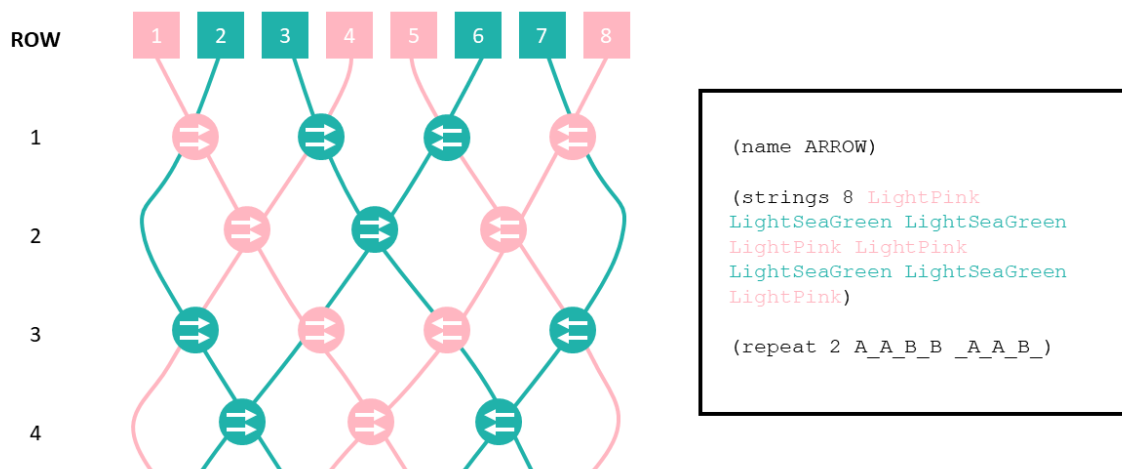 ROW 1 2 3 4 5 6 7 8
1
2
3
4
(name ARROW)
(strings 8 LightPink
LightSeaGreen LightSeaGreen
LightPink LightPink
LightSeaGreen LightSeaGreen
LightPink)
(repeat 2 A_A_B_B _A_A_B_)